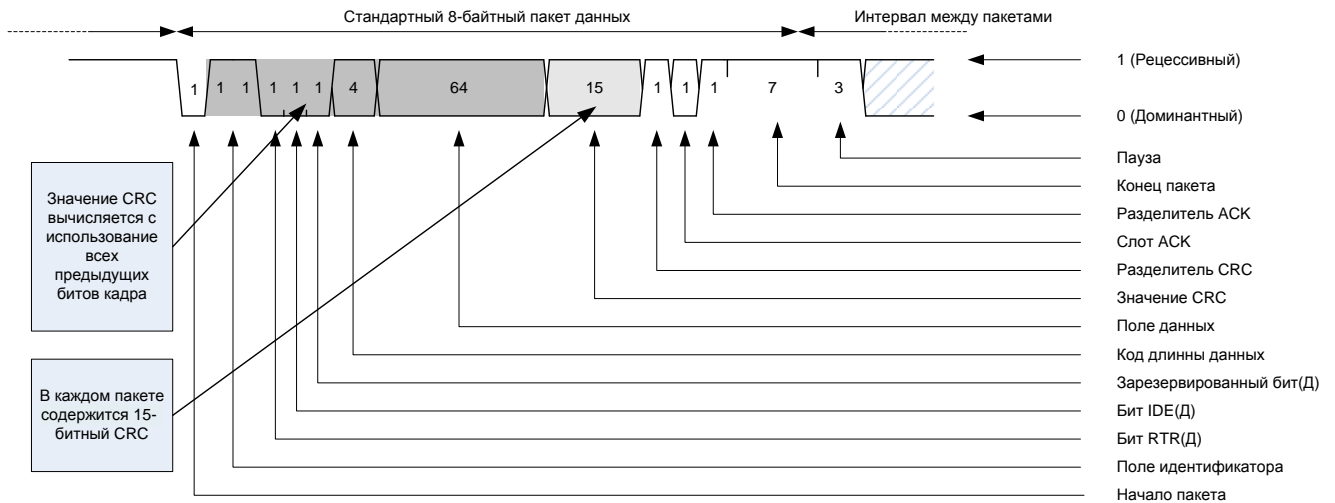 Стандартный 8-байтный пакет данных
Интервал между пакетами
1 1 1 1 1 1 4 64 15 1 1 1 7 3
1 (Рецессивный)
0 (Доминантный)
Пауза
Конец пакета
Разделитель ACK
Слот ACK
Разделитель CRC
Значение CRC
Поле данных
Код длинны данных
Зарезервированный бит(Д)
Бит IDE(Д)
Бит RTR(Д)
Поле идентификатора
Начало пакета
Значение CRC
вычисляется с
использование
всех
предыдущих
битов кадра
В каждом пакете
содержится 15-
битный CRC